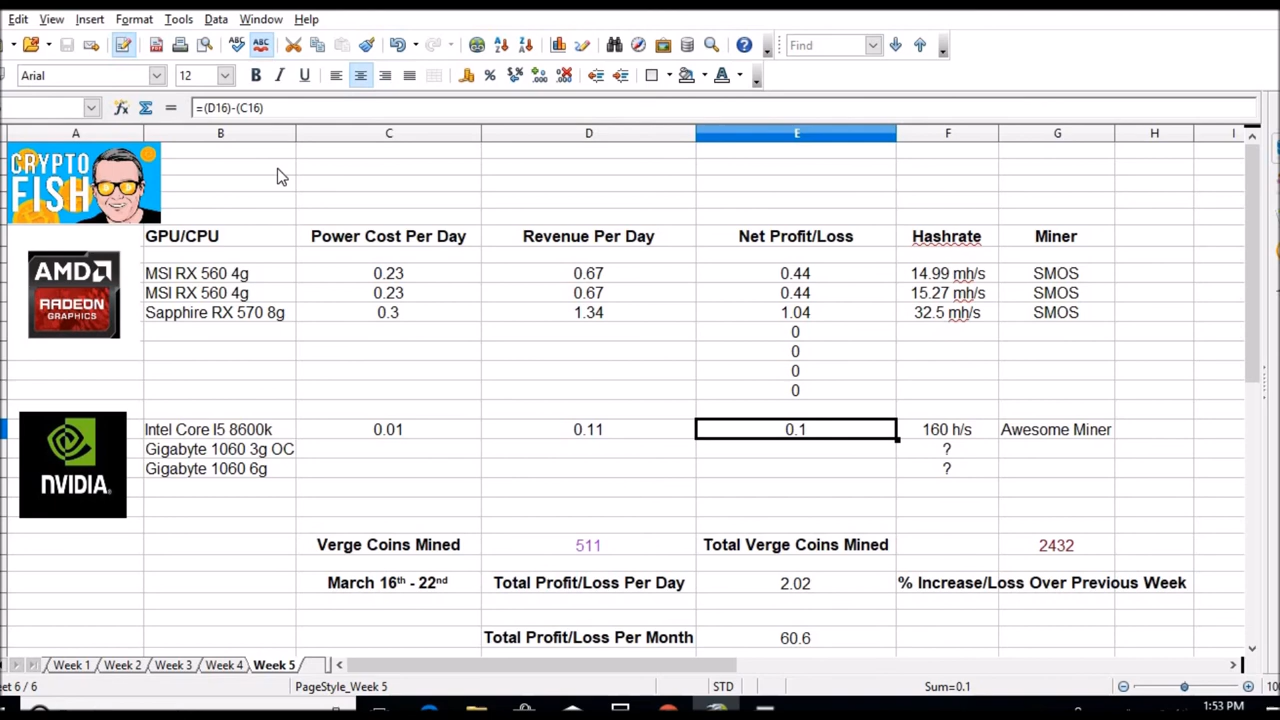 Edit View Insert Format Tools Data Window Help
Find
Arial 12
=(D16)-(C16)
A B C D E F G H I
CRYPTO
FISH
GPU/CPU Power Cost Per Day Revenue Per Day Net Profit/Loss Hashrate Miner
AMD
RADEON
GRAPHICS
MSI RX 560 4g 0.23 0.67 0.44 14.99 mh/s SMOS
MSI RX 560 4g 0.23 0.67 0.44 15.27 mh/s SMOS
Sapphire RX 570 8g 0.3 1.34 1.04 32.5 mh/s SMOS
0
0
0
0
Intel Core I5 8600k 0.01 0.11 0.1 160 h/s Awesome Miner
Gigabyte 1060 3g OC ?
Gigabyte 1060 6g ?
NVIDIA.
Verge Coins Mined 511 Total Verge Coins Mined 2432
March 16th - 22nd Total Profit/Loss Per Day 2.02 % Increase/Loss Over Previous Week
Total Profit/Loss Per Month 60.6
Week 1 Week 2 Week 3 Week 4 Week 5
eet 6 / 6 PageStyle_Week 5 STD Sum=0.1 10
1:53 PM